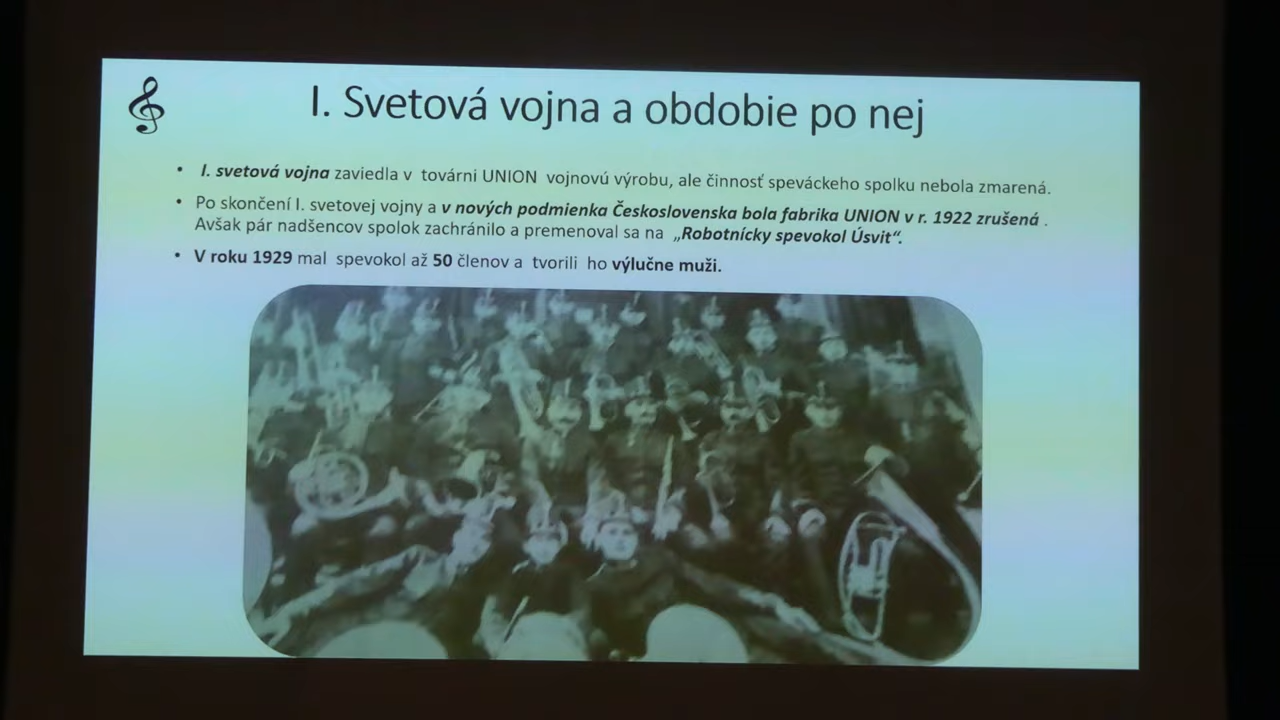 I. Svetová vojna a obdobie po nej
• I. svetová vojna zaviedla v továrni UNION vojnovú výrobu, ale činnosť speváckeho spolku nebola zmarená.
• Po skončení I. svetovej vojny a v nových podmienka Československa bola fabrika UNION v r. 1922 zrušená .
Avšak pár nadšencov spolok zachránilo a premenoval sa na „Robotnícky spevokol Úsvit“.
• V roku 1929 mal spevokol až 50 členov a tvorili ho výlučne muži.